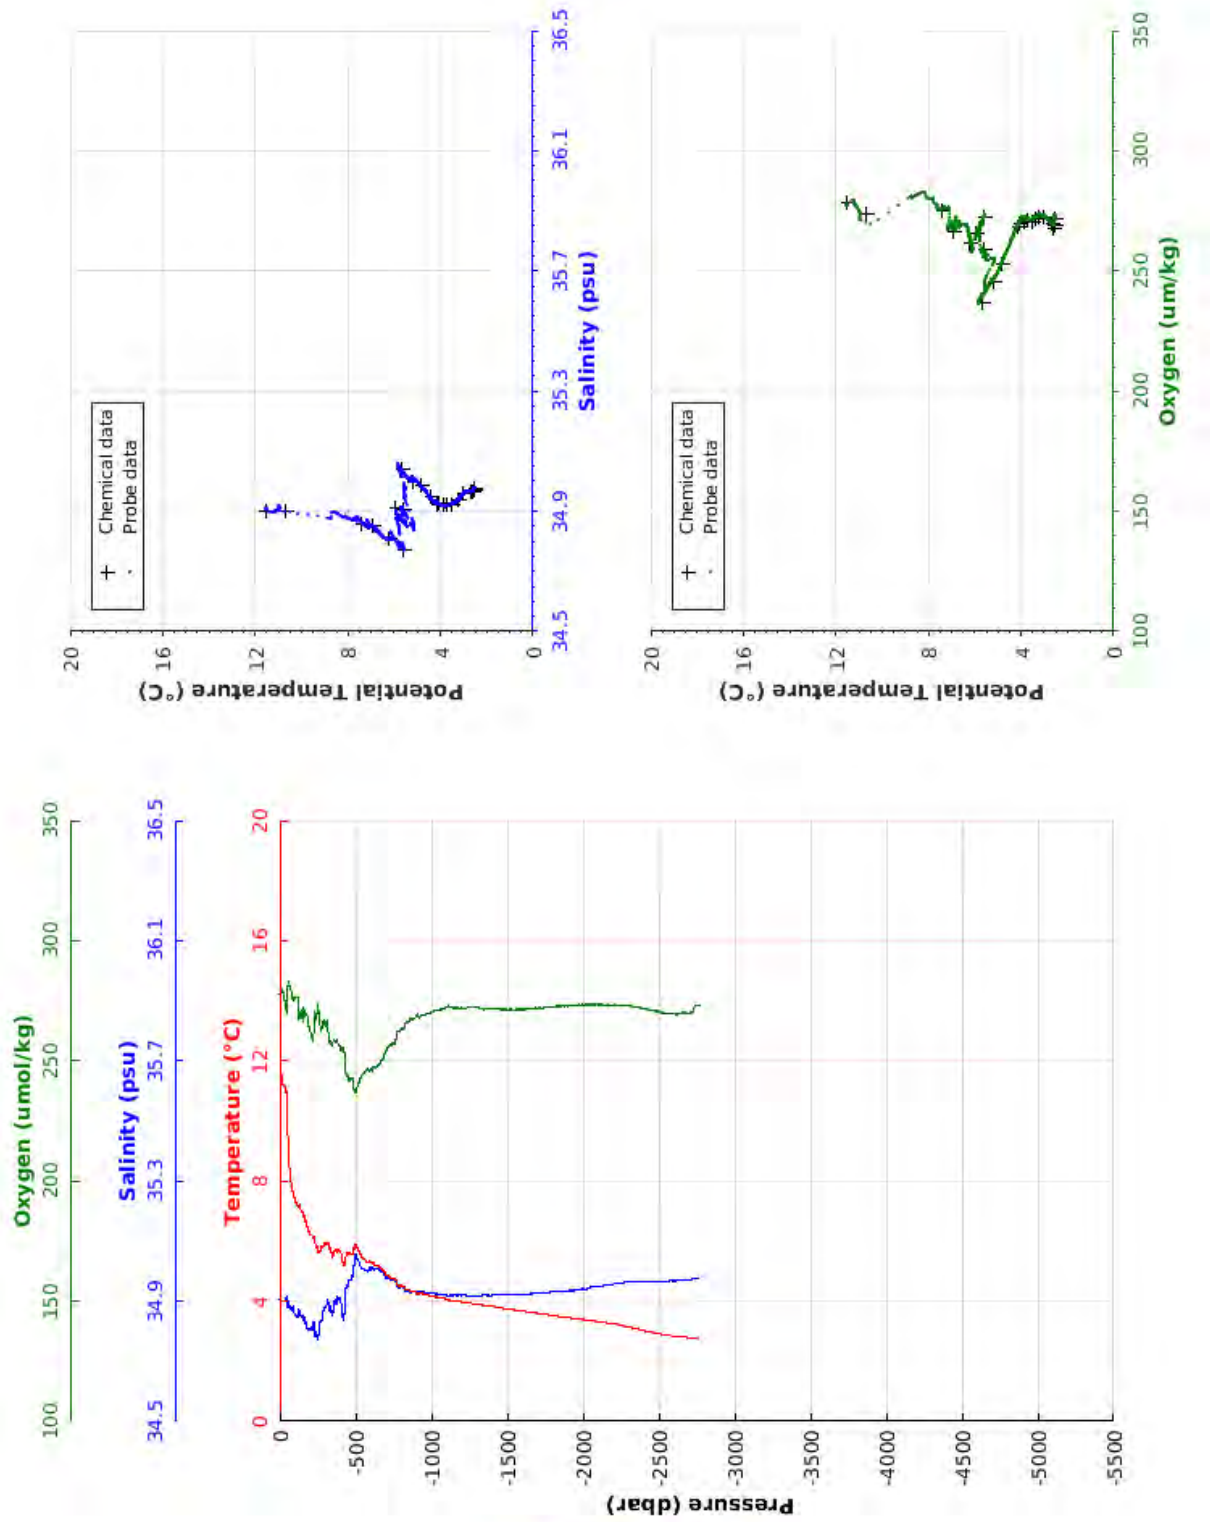 Oxygen (umol/kg)
100 150 200 250 300 350
Salinity (psu)
34.5 34.9 35.3 35.7 36.1 36.5
Temperature (°C)
0 4 8 12 16 20
Pressure (dbar)
0
-500
-1000
-1500
-2000
-2500
-3000
-3500
-4000
-4500
-5000
-5500
Potential Temperature (°C)
20
16
12
8
4
0
+ Chemical data
. Probe data
34.5 34.9 35.3 35.7 36.1 36.5
Salinity (psu)
Potential Temperature (°C)
20
16
12
8
4
0
+ Chemical data
. Probe data
100 150 200 250 300 350
Oxygen (um/kg)